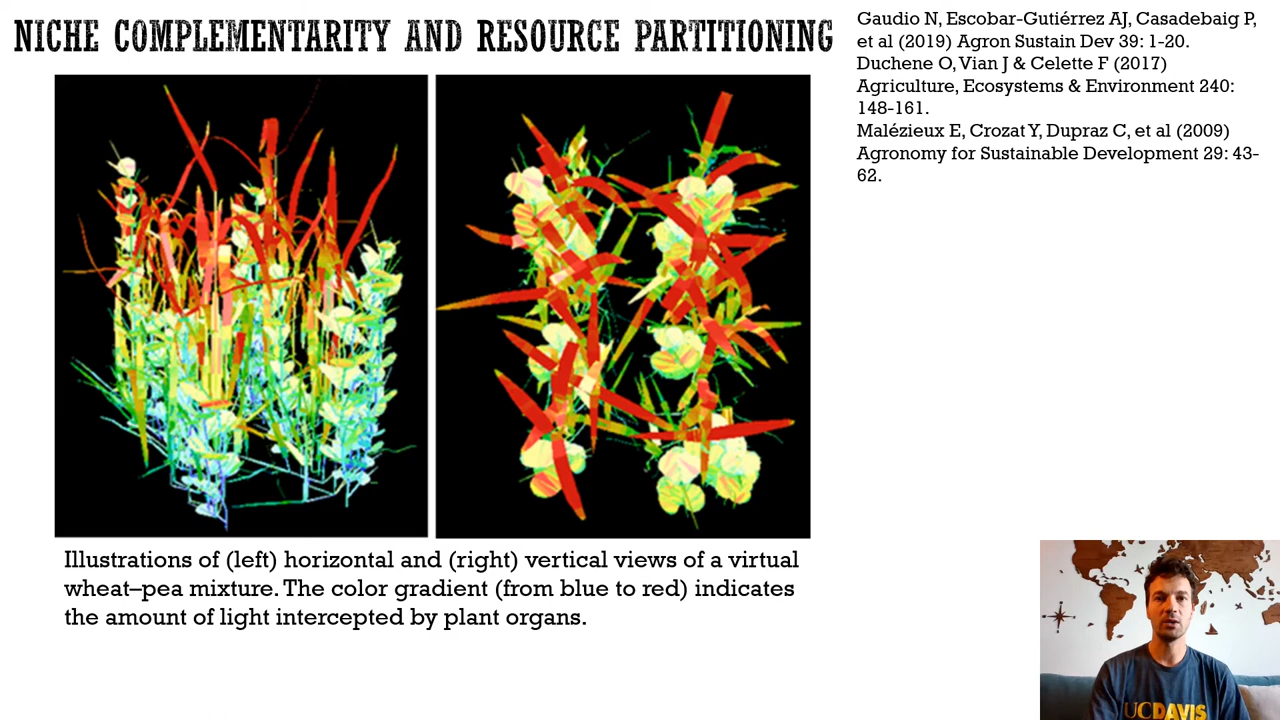 NICHE COMPLEMENTARITY AND RESOURCE PARTITIONING
Gaudio N, Escobar-Gutiérrez AJ, Casadebaig P,
et al (2019) Agron Sustain Dev 39: 1-20.
Duchene O, Vian J & Celette F (2017)
Agriculture, Ecosystems & Environment 240:
148-161.
Malézieux E, Crozat Y, Dupraz C, et al (2009)
Agronomy for Sustainable Development 29: 43-
62.
Illustrations of (left) horizontal and (right) vertical views of a virtual
wheat–pea mixture. The color gradient (from blue to red) indicates
the amount of light intercepted by plant organs.
UCDAVIS